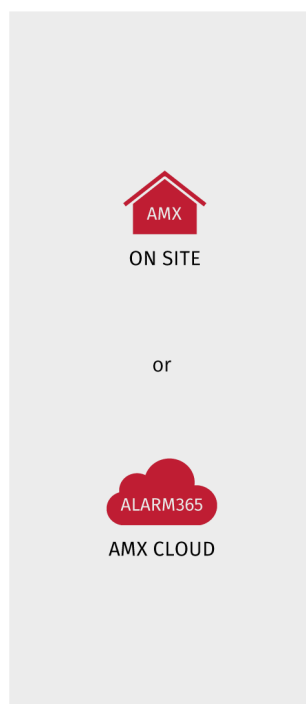 AMX
ON SITE
or
ALARM365
AMX CLOUD